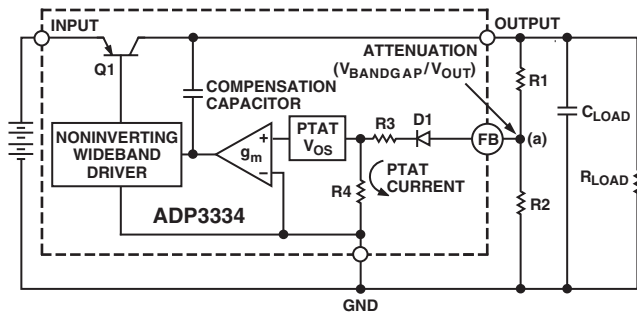 INPUT
OUTPUT
Q1
ATTENUATION
(VBANDGAP/VOUT)
R1
COMPENSATION
CAPACITOR
CLOAD
NONINVERTING
WIDEBAND
DRIVER
gm
+
−
PTAT
VOS
R3
D1
FB
(a)
R4
PTAT
CURRENT
R2
RLOAD
ADP3334
GND